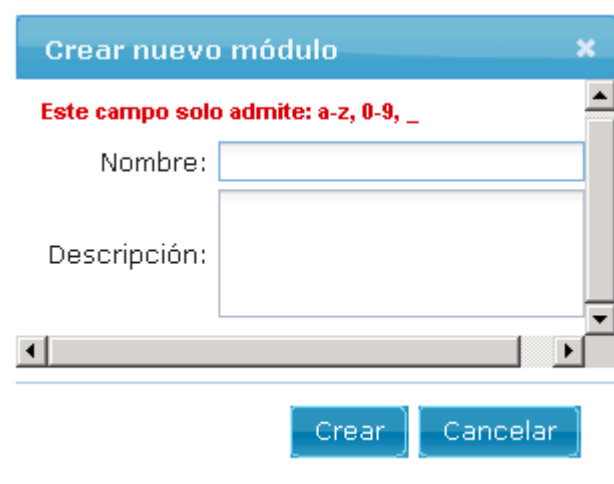 Crear nuevo módulo
Este campo solo admite: a-z, 0-9, _
Nombre:
Descripción:
Crear Cancelar